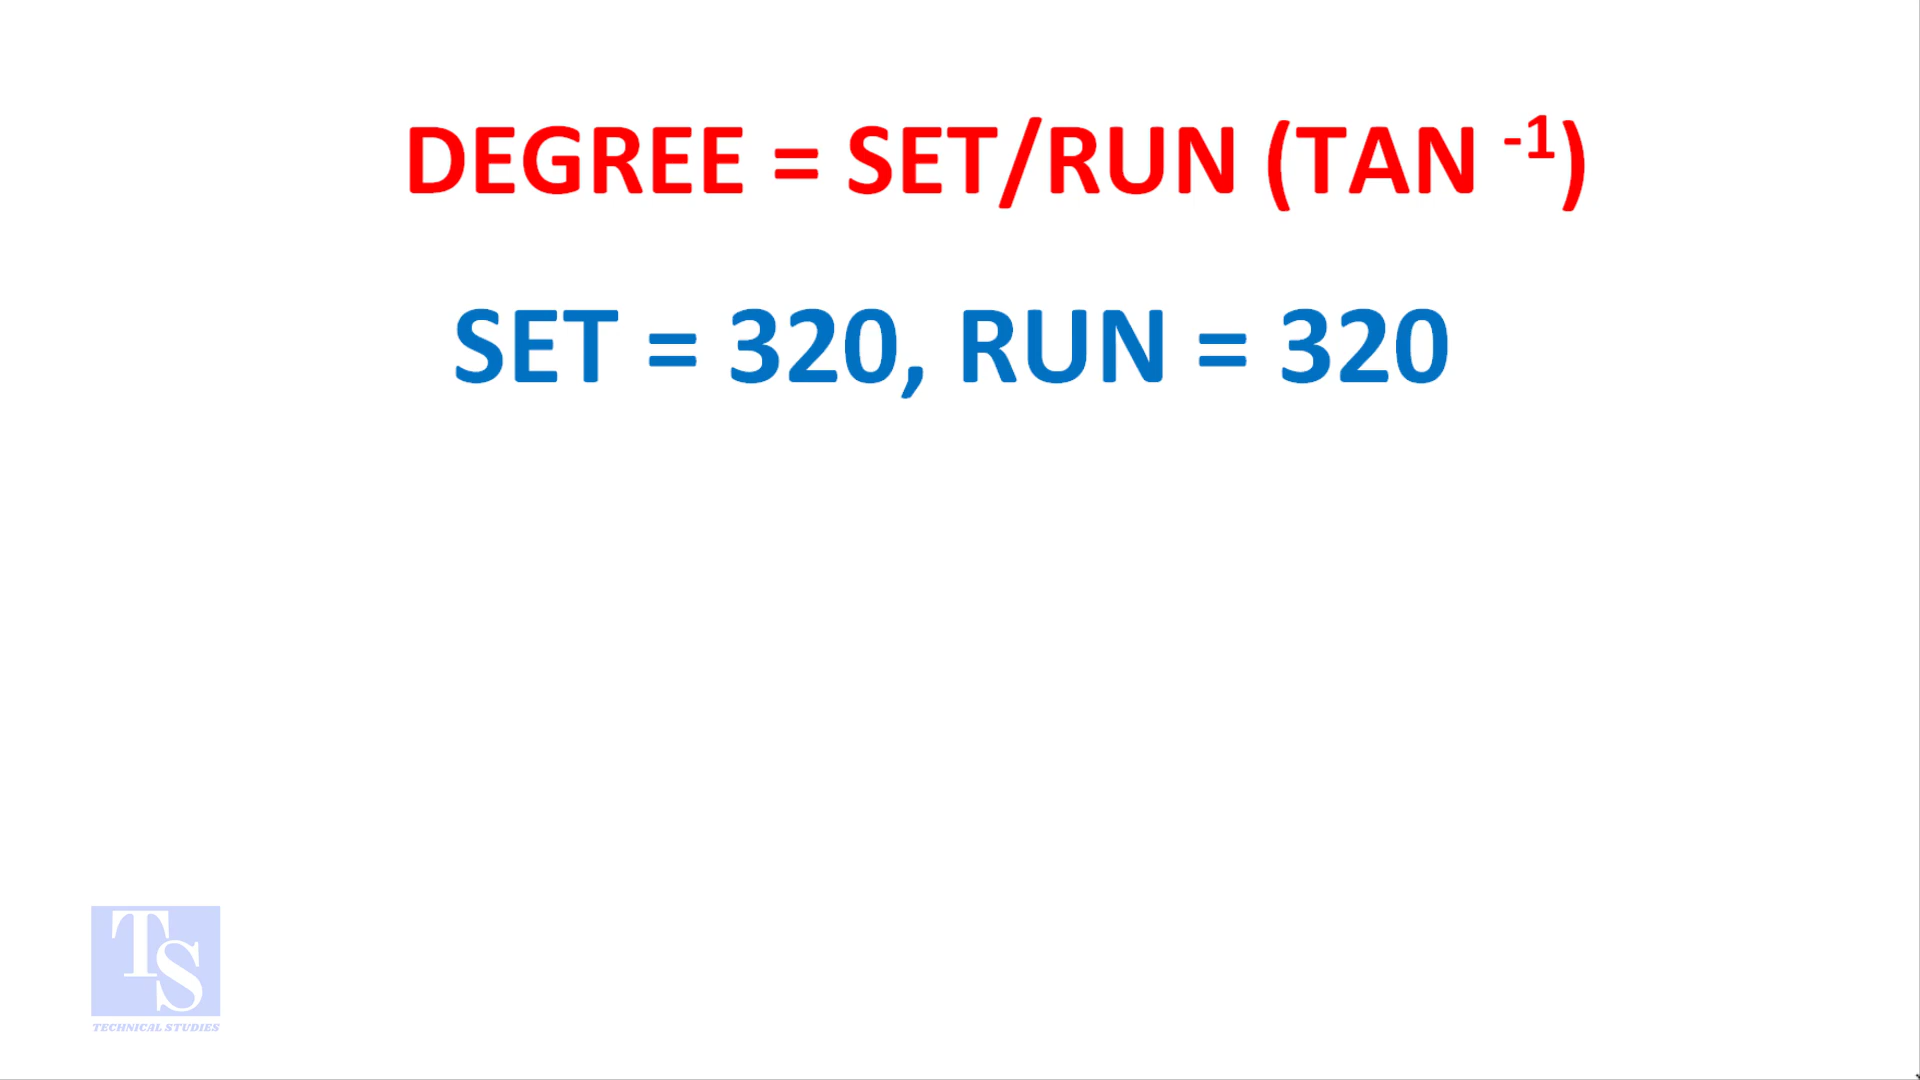 DEGREE = SET/RUN (TAN -1)
SET = 320, RUN = 320
TS
TECHNICAL STUDIES